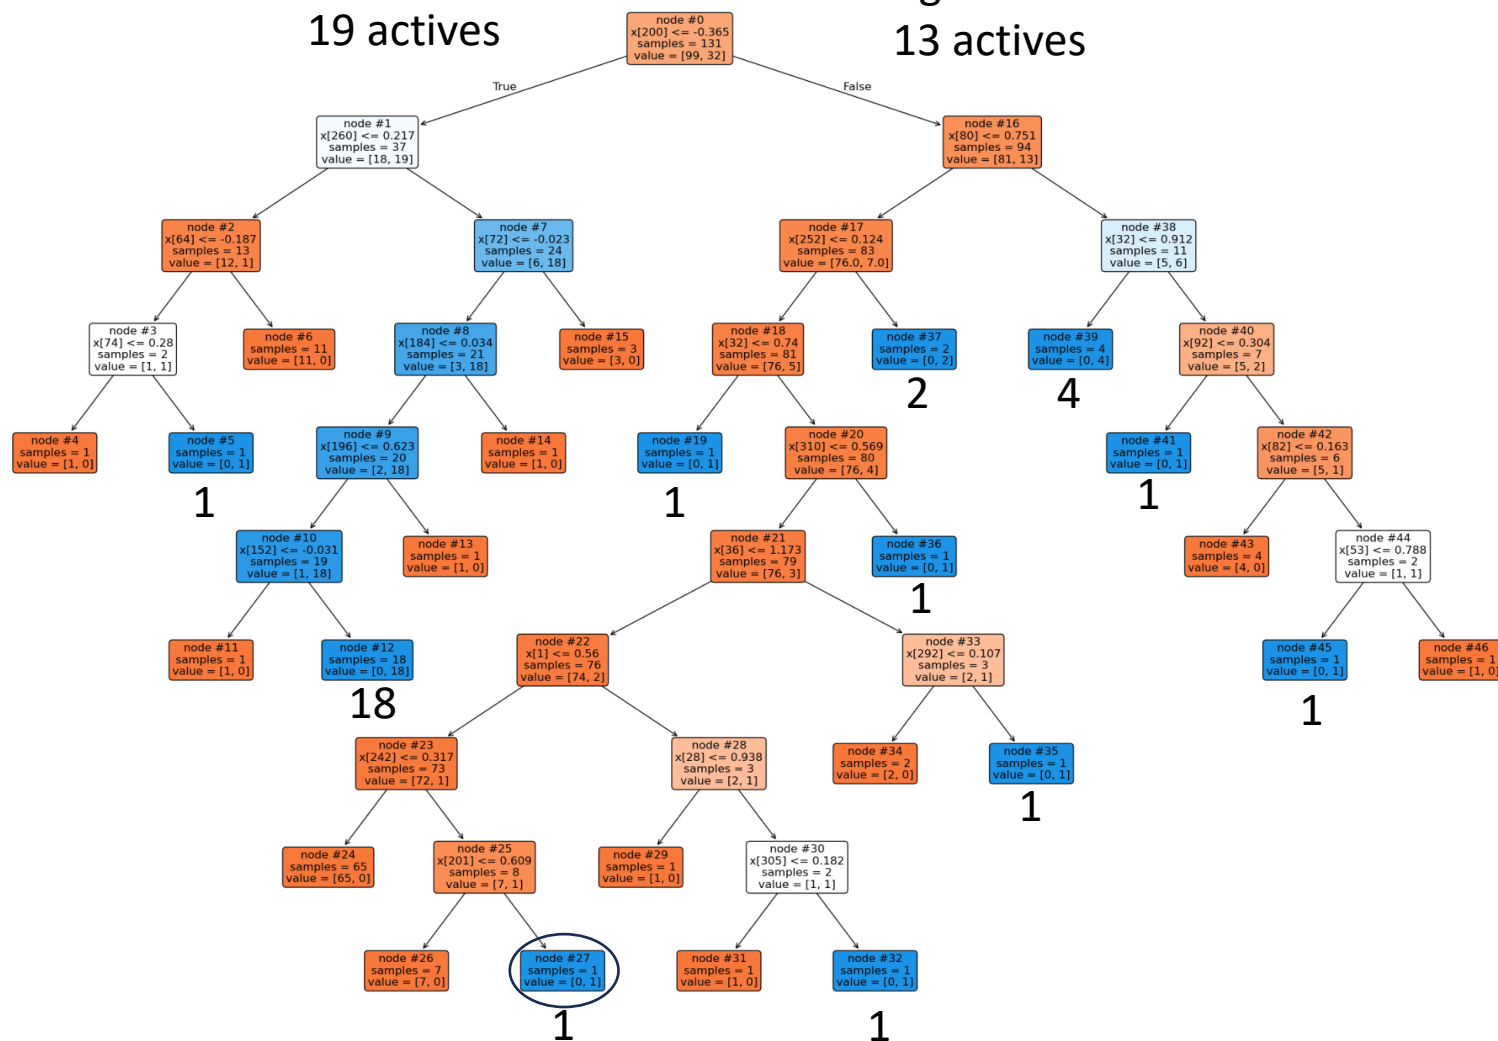 g
19 actives
13 actives
node #0
x[200] <= -0.365
samples = 131
value = [99, 32]
True
False
node #1
x[260] <= 0.217
samples = 37
value = [18, 19]
node #16
x[80] <= 0.751
samples = 94
value = [81, 13]
node #2
x[64] <= -0.187
samples = 13
value = [12, 1]
node #7
x[72] <= -0.023
samples = 24
value = [6, 18]
node #17
x[252] <= 0.124
samples = 83
value = [76.0, 7.0]
node #38
x[32] <= 0.912
samples = 11
value = [5, 6]
node #3
x[74] <= 0.28
samples = 2
value = [1, 1]
node #6
samples = 11
value = [11, 0]
node #8
x[184] <= 0.034
samples = 21
value = [3, 18]
node #15
samples = 3
value = [3, 0]
node #18
x[32] <= 0.74
samples = 81
value = [76, 5]
node #37
samples = 2
value = [0, 2]
2
node #39
samples = 4
value = [0, 4]
4
node #40
x[92] <= 0.304
samples = 7
value = [5, 2]
node #4
samples = 1
value = [1, 0]
node #5
samples = 1
value = [0, 1]
1
node #9
x[196] <= 0.623
samples = 20
value = [2, 18]
node #14
samples = 1
value = [1, 0]
node #19
samples = 1
value = [0, 1]
1
node #20
x[310] <= 0.569
samples = 80
value = [76, 4]
node #41
samples = 1
value = [0, 1]
1
node #42
x[82] <= 0.163
samples = 6
value = [5, 1]
node #10
x[152] <= -0.031
samples = 19
value = [1, 18]
node #13
samples = 1
value = [1, 0]
node #21
x[36] <= 1.173
samples = 79
value = [76, 3]
node #36
samples = 1
value = [0, 1]
1
node #43
samples = 4
value = [4, 0]
node #44
x[53] <= 0.788
samples = 2
value = [1, 1]
node #11
samples = 1
value = [1, 0]
node #12
samples = 18
value = [0, 18]
18
node #22
x[1] <= 0.56
samples = 76
value = [74, 2]
node #33
x[292] <= 0.107
samples = 3
value = [2, 1]
node #45
samples = 1
value = [0, 1]
1
node #46
samples = 1
value = [1, 0]
node #23
x[242] <= 0.317
samples = 73
value = [72, 1]
node #28
x[28] <= 0.938
samples = 3
value = [2, 1]
node #34
samples = 2
value = [2, 0]
node #35
samples = 1
value = [0, 1]
1
node #24
samples = 65
value = [65, 0]
node #25
x[201] <= 0.609
samples = 8
value = [7, 1]
node #29
samples = 1
value = [1, 0]
node #30
x[305] <= 0.182
samples = 2
value = [1, 1]
node #26
samples = 7
value = [7, 0]
node #27
samples = 1
value = [0, 1]
1
node #31
samples = 1
value = [1, 0]
node #32
samples = 1
value = [0, 1]
1